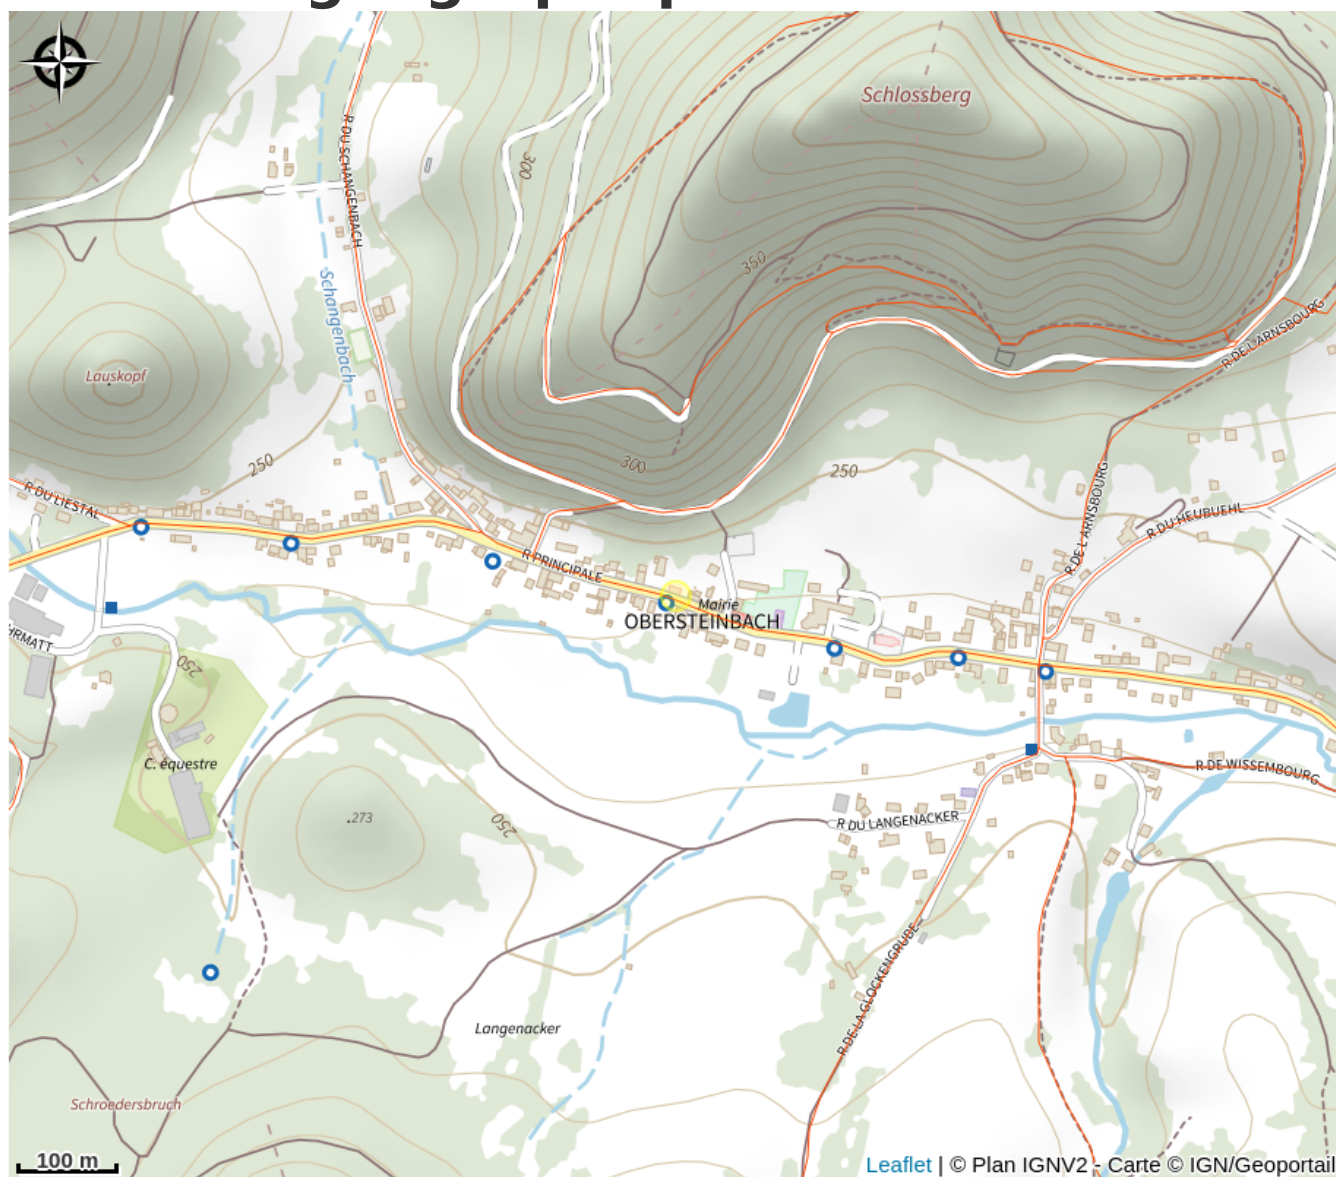 Schlossberg
R DU SCHANGENBACH
300
350
Schangenbach
R DE L'ARNSBOURG
Lauskopf
250
300
250
R DU LIESTAL
R DE L'ARNSBOURG
R DU HEUBUEHL
R PRINCIPALE
Mairie
OBERSTEINBACH
HRMATT
250
C. équestre
R DE WISSEMBOURG
273
250
R DU LANGENACKER
R DE LA GLOCKENGRUBE
Langenacker
Schroedersbruch
100 m
Leaflet | © Plan IGNV2 - Carte © IGN/Geoportail